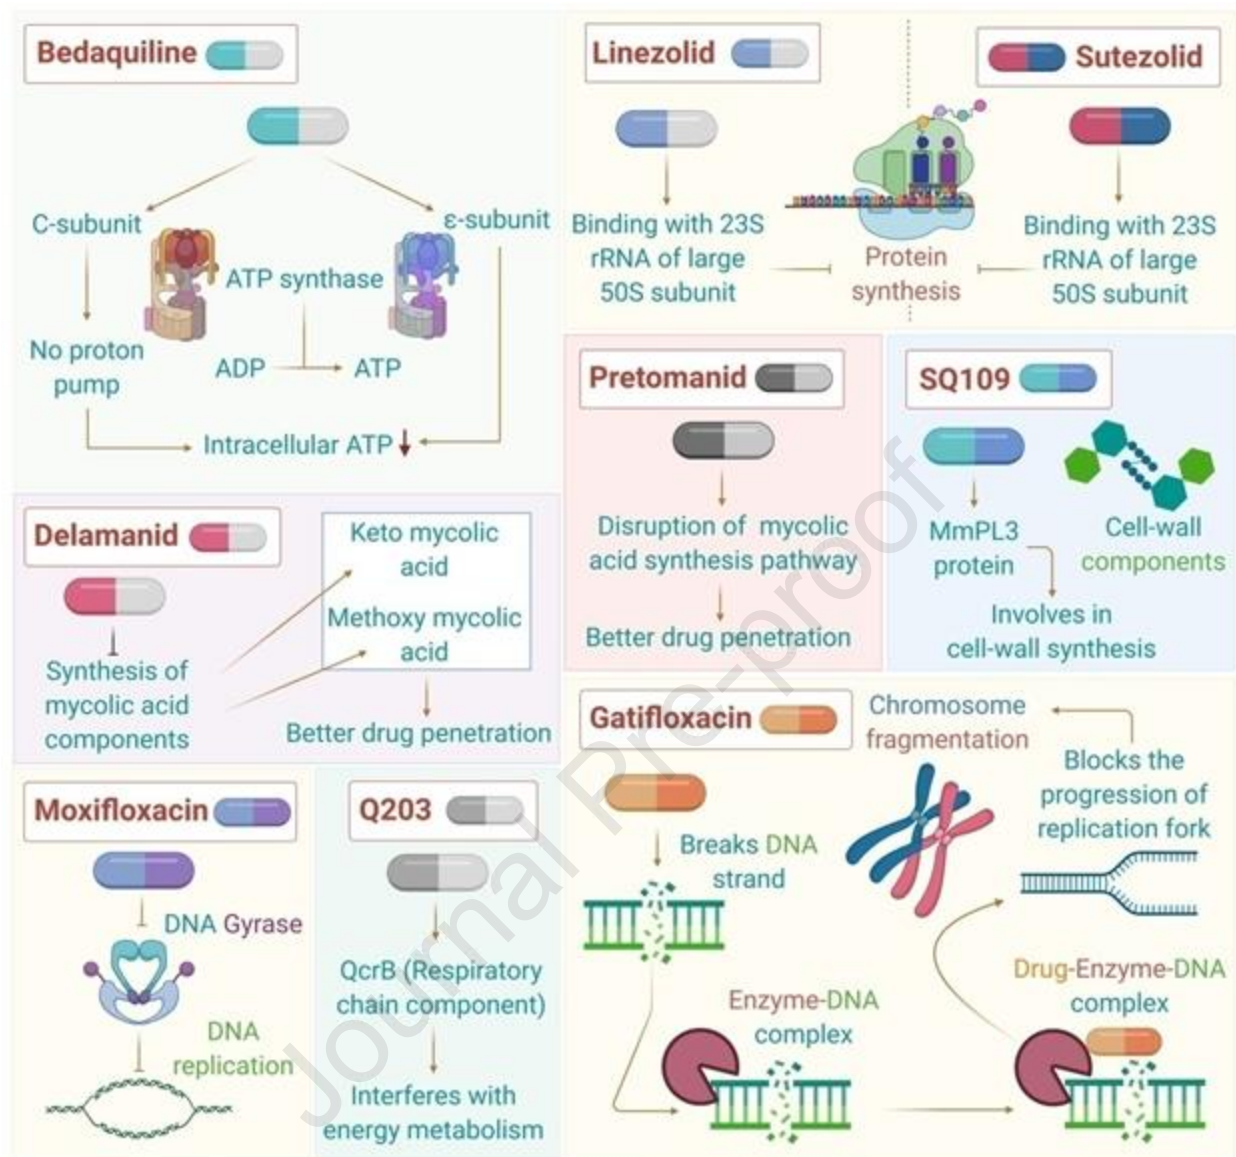 Bedaquiline
C-subunit
ε-subunit
ATP synthase
No proton
pump
ADP
ATP
Intracellular ATP
Linezolid
Sutezolid
Binding with 23S
rRNA of large
50S subunit
Protein
synthesis
Binding with 23S
rRNA of large
50S subunit
Delamanid
Keto mycolic
acid
Methoxy mycolic
acid
Synthesis of
mycolic acid
components
Better drug penetration
Pretomanid
Disruption of mycolic
acid synthesis pathway
Better drug penetration
SQ109
MmPL3
protein
Cell-wall
components
Involves in
cell-wall synthesis
Moxifloxacin
DNA Gyrase
DNA
replication
Q203
QcrB (Respiratory
chain component)
Interferes with
energy metabolism
Gatifloxacin
Chromosome
fragmentation
Blocks the
progression of
replication fork
Breaks DNA
strand
Enzyme-DNA
complex
Drug-Enzyme-DNA
complex
Journal Pre-proof